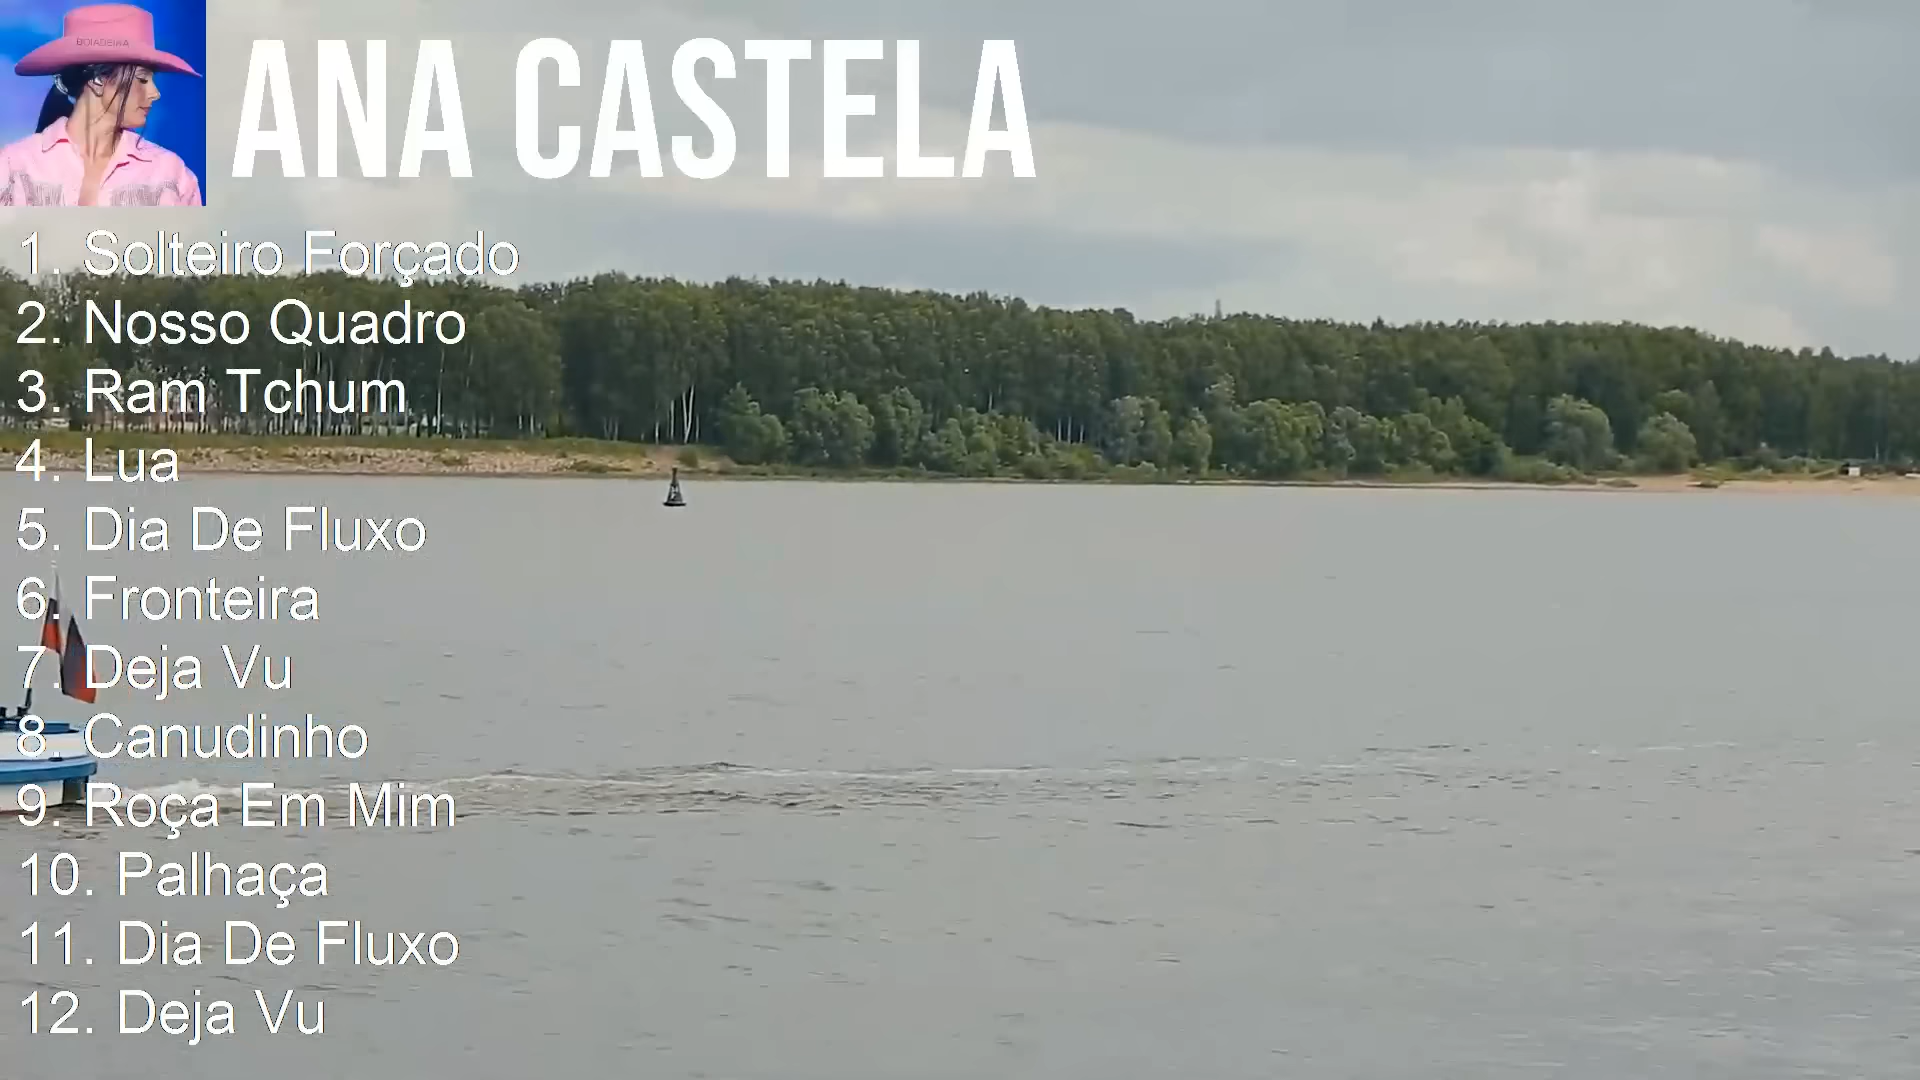 BOIADEIRA
ANA CASTELA
1. Solteiro Forçado
2. Nosso Quadro
3. Ram Tchum
4. Lua
5. Dia De Fluxo
6. Fronteira
7. Deja Vu
8. Canudinho
9. Roça Em Mim
10. Palhaça
11. Dia De Fluxo
12. Deja Vu